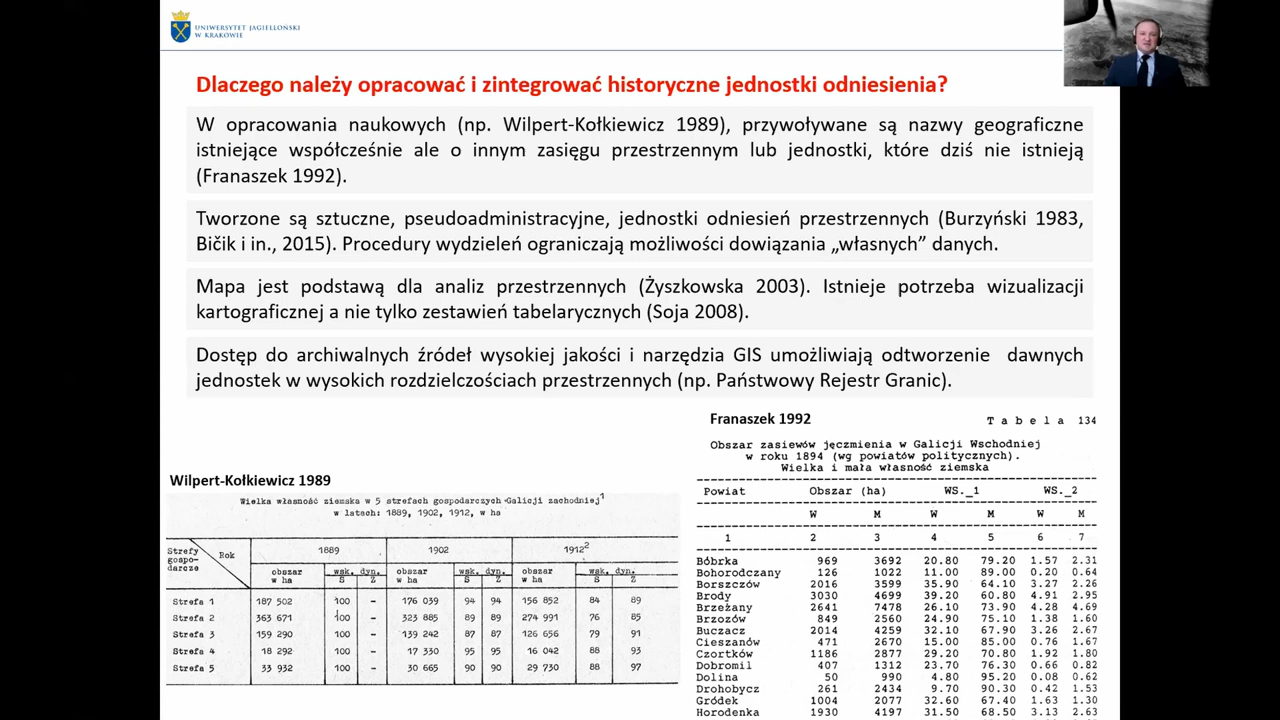 UNIWERSYTET JAGIELLOŃSKI
W KRAKOWIE
Dlaczego należy opracować i zintegrować historyczne jednostki odniesienia?
W opracowania naukowych (np. Wilpert-Kołkiewicz 1989), przywoływane są nazwy geograficzne
istniejące współcześnie ale o innym zasięgu przestrzennym lub jednostki, które dziś nie istnieją
(Franaszek 1992).
Tworzone są sztuczne, pseudoadministracyjne, jednostki odniesień przestrzennych (Burzyński 1983,
Bičik i in., 2015). Procedury wydzieleń ograniczają możliwości dowiązania „własnych” danych.
Mapa jest podstawą dla analiz przestrzennych (Żyszkowska 2003). Istnieje potrzeba wizualizacji
kartograficznej a nie tylko zestawień tabelarycznych (Soja 2008).
Dostęp do archiwalnych źródeł wysokiej jakości i narzędzia GIS umożliwiają odtworzenie dawnych
jednostek w wysokich rozdzielczościach przestrzennych (np. Państwowy Rejestr Granic).
Wilpert-Kołkiewicz 1989
Wielka własność ziemska w 5 strefach gospodarczych Galicji zachodniej1
w latach: 1889, 1902, 1912, w ha
Strefy gospo-darcze Rok 1889 1902 19122
obszar w ha wsk. dyn. S Z obszar w ha wsk. dyn. S Z obszar w ha wsk. dyn. S Z
Strefa 1 187 502 100 - 176 039 94 94 156 852 84 89
Strefa 2 363 671 100 - 323 885 89 89 274 991 76 85
Strefa 3 159 290 100 - 139 242 87 87 126 656 79 91
Strefa 4 18 292 100 - 17 330 95 95 16 042 88 93
Strefa 5 33 932 100 - 30 665 90 90 29 730 88 97
Franaszek 1992
Tabela 134
Obszar zasiewów jęczmienia w Galicji Wschodniej
w roku 1894 (wg powiatów politycznych).
Wielka i mała własność ziemska
Powiat Obszar (ha) WS._1 WS._2
W M W M W M
1 2 3 4 5 6 7
Bóbrka 969 3692 20.80 79.20 1.57 2.31
Bohorodczany 126 1022 11.00 89.00 0.20 0.64
Borszczów 2016 3599 35.90 64.10 3.27 2.26
Brody 3030 4699 39.20 60.80 4.91 2.95
Brzeżany 2641 7478 26.10 73.90 4.28 4.69
Brzozów 849 2560 24.90 75.10 1.38 1.60
Buczacz 2014 4259 32.10 67.90 3.26 2.67
Cieszanów 471 2670 15.00 85.00 0.76 1.67
Czortków 1186 2877 29.20 70.80 1.92 1.80
Dobromil 407 1312 23.70 76.30 0.66 0.82
Dolina 50 990 4.80 95.20 0.08 0.62
Drohobycz 261 2434 9.70 90.30 0.42 1.53
Gródek 1004 2077 32.60 67.40 1.63 1.30
Horodenka 1930 4197 31.50 68.50 3.13 2.63